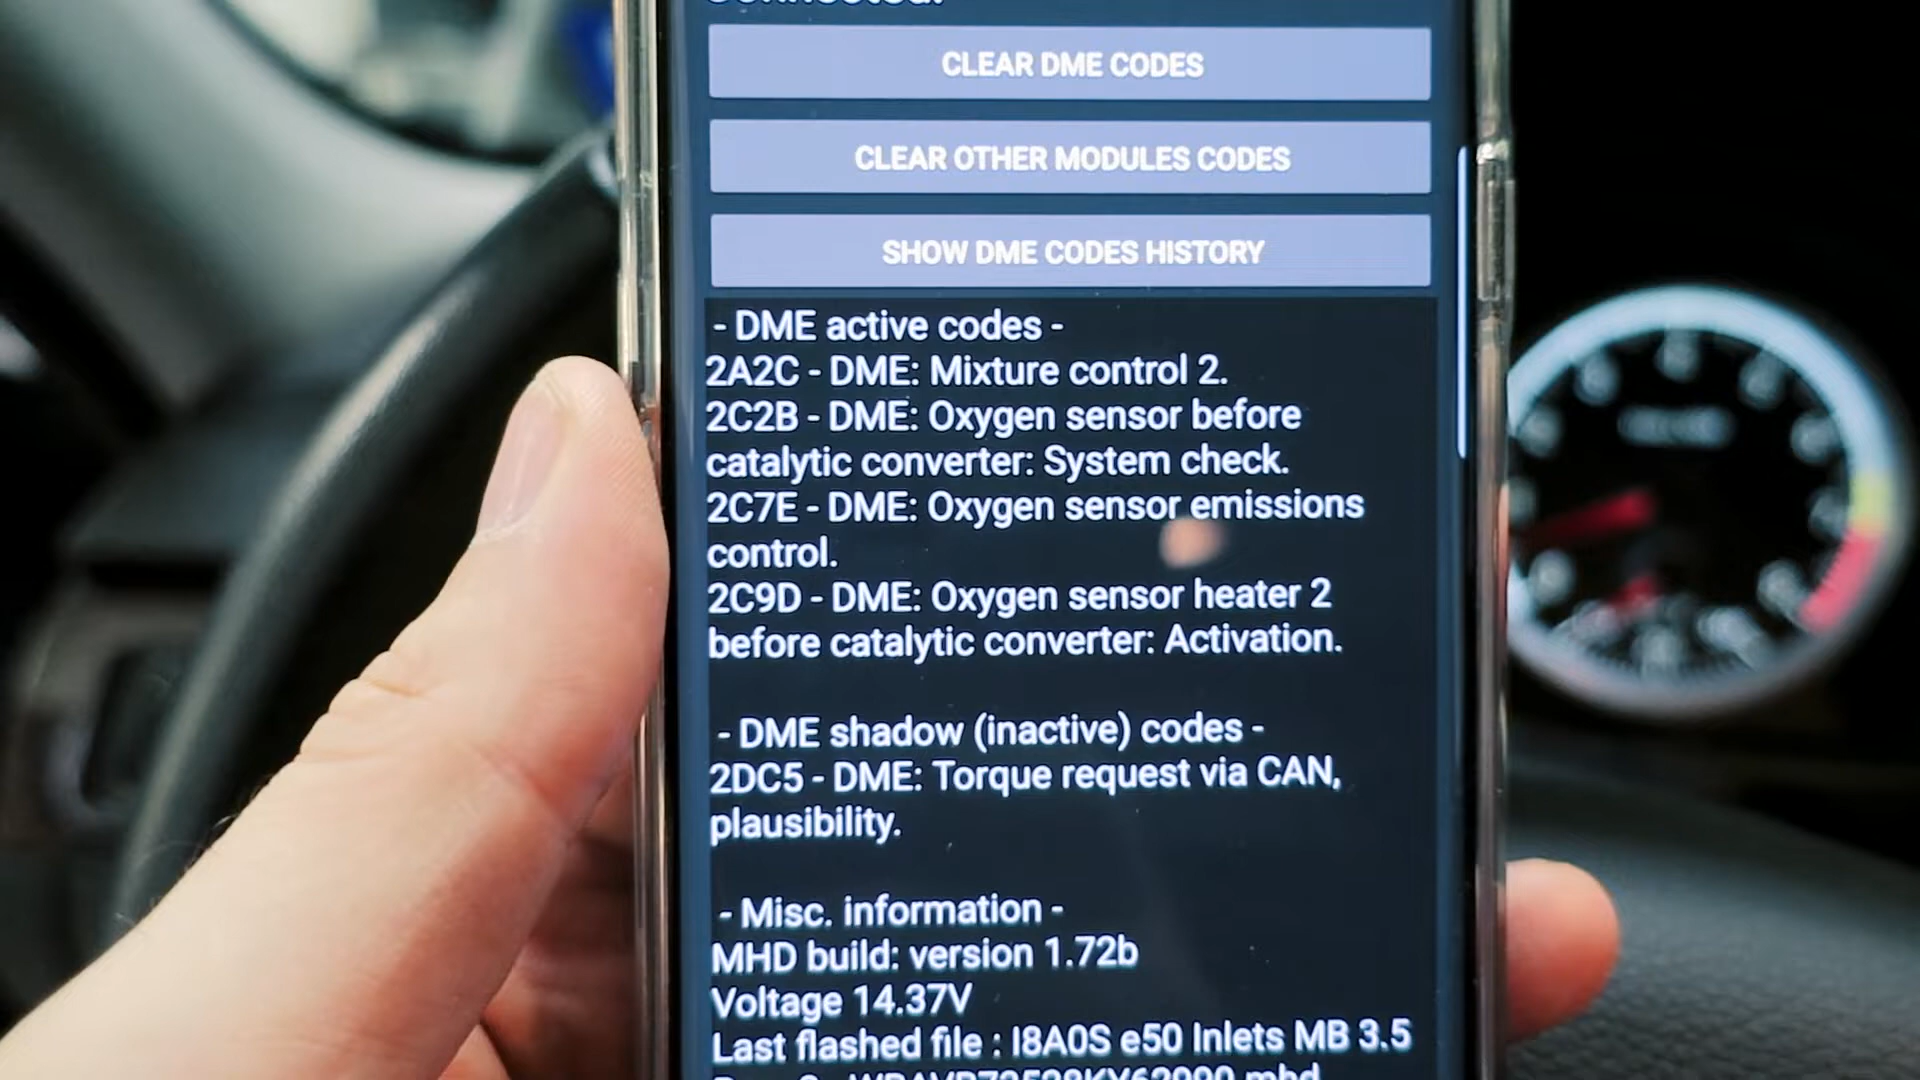 Connected.
CLEAR DME CODES
CLEAR OTHER MODULES CODES
SHOW DME CODES HISTORY
- DME active codes -
2A2C - DME: Mixture control 2.
2C2B - DME: Oxygen sensor before
catalytic converter: System check.
2C7E - DME: Oxygen sensor emissions
control.
2C9D - DME: Oxygen sensor heater 2
before catalytic converter: Activation.
- DME shadow (inactive) codes -
2DC5 - DME: Torque request via CAN,
plausibility.
- Misc. information -
MHD build: version 1.72b
Voltage 14.37V
Last flashed file : I8A0S e50 Inlets MB 3.5